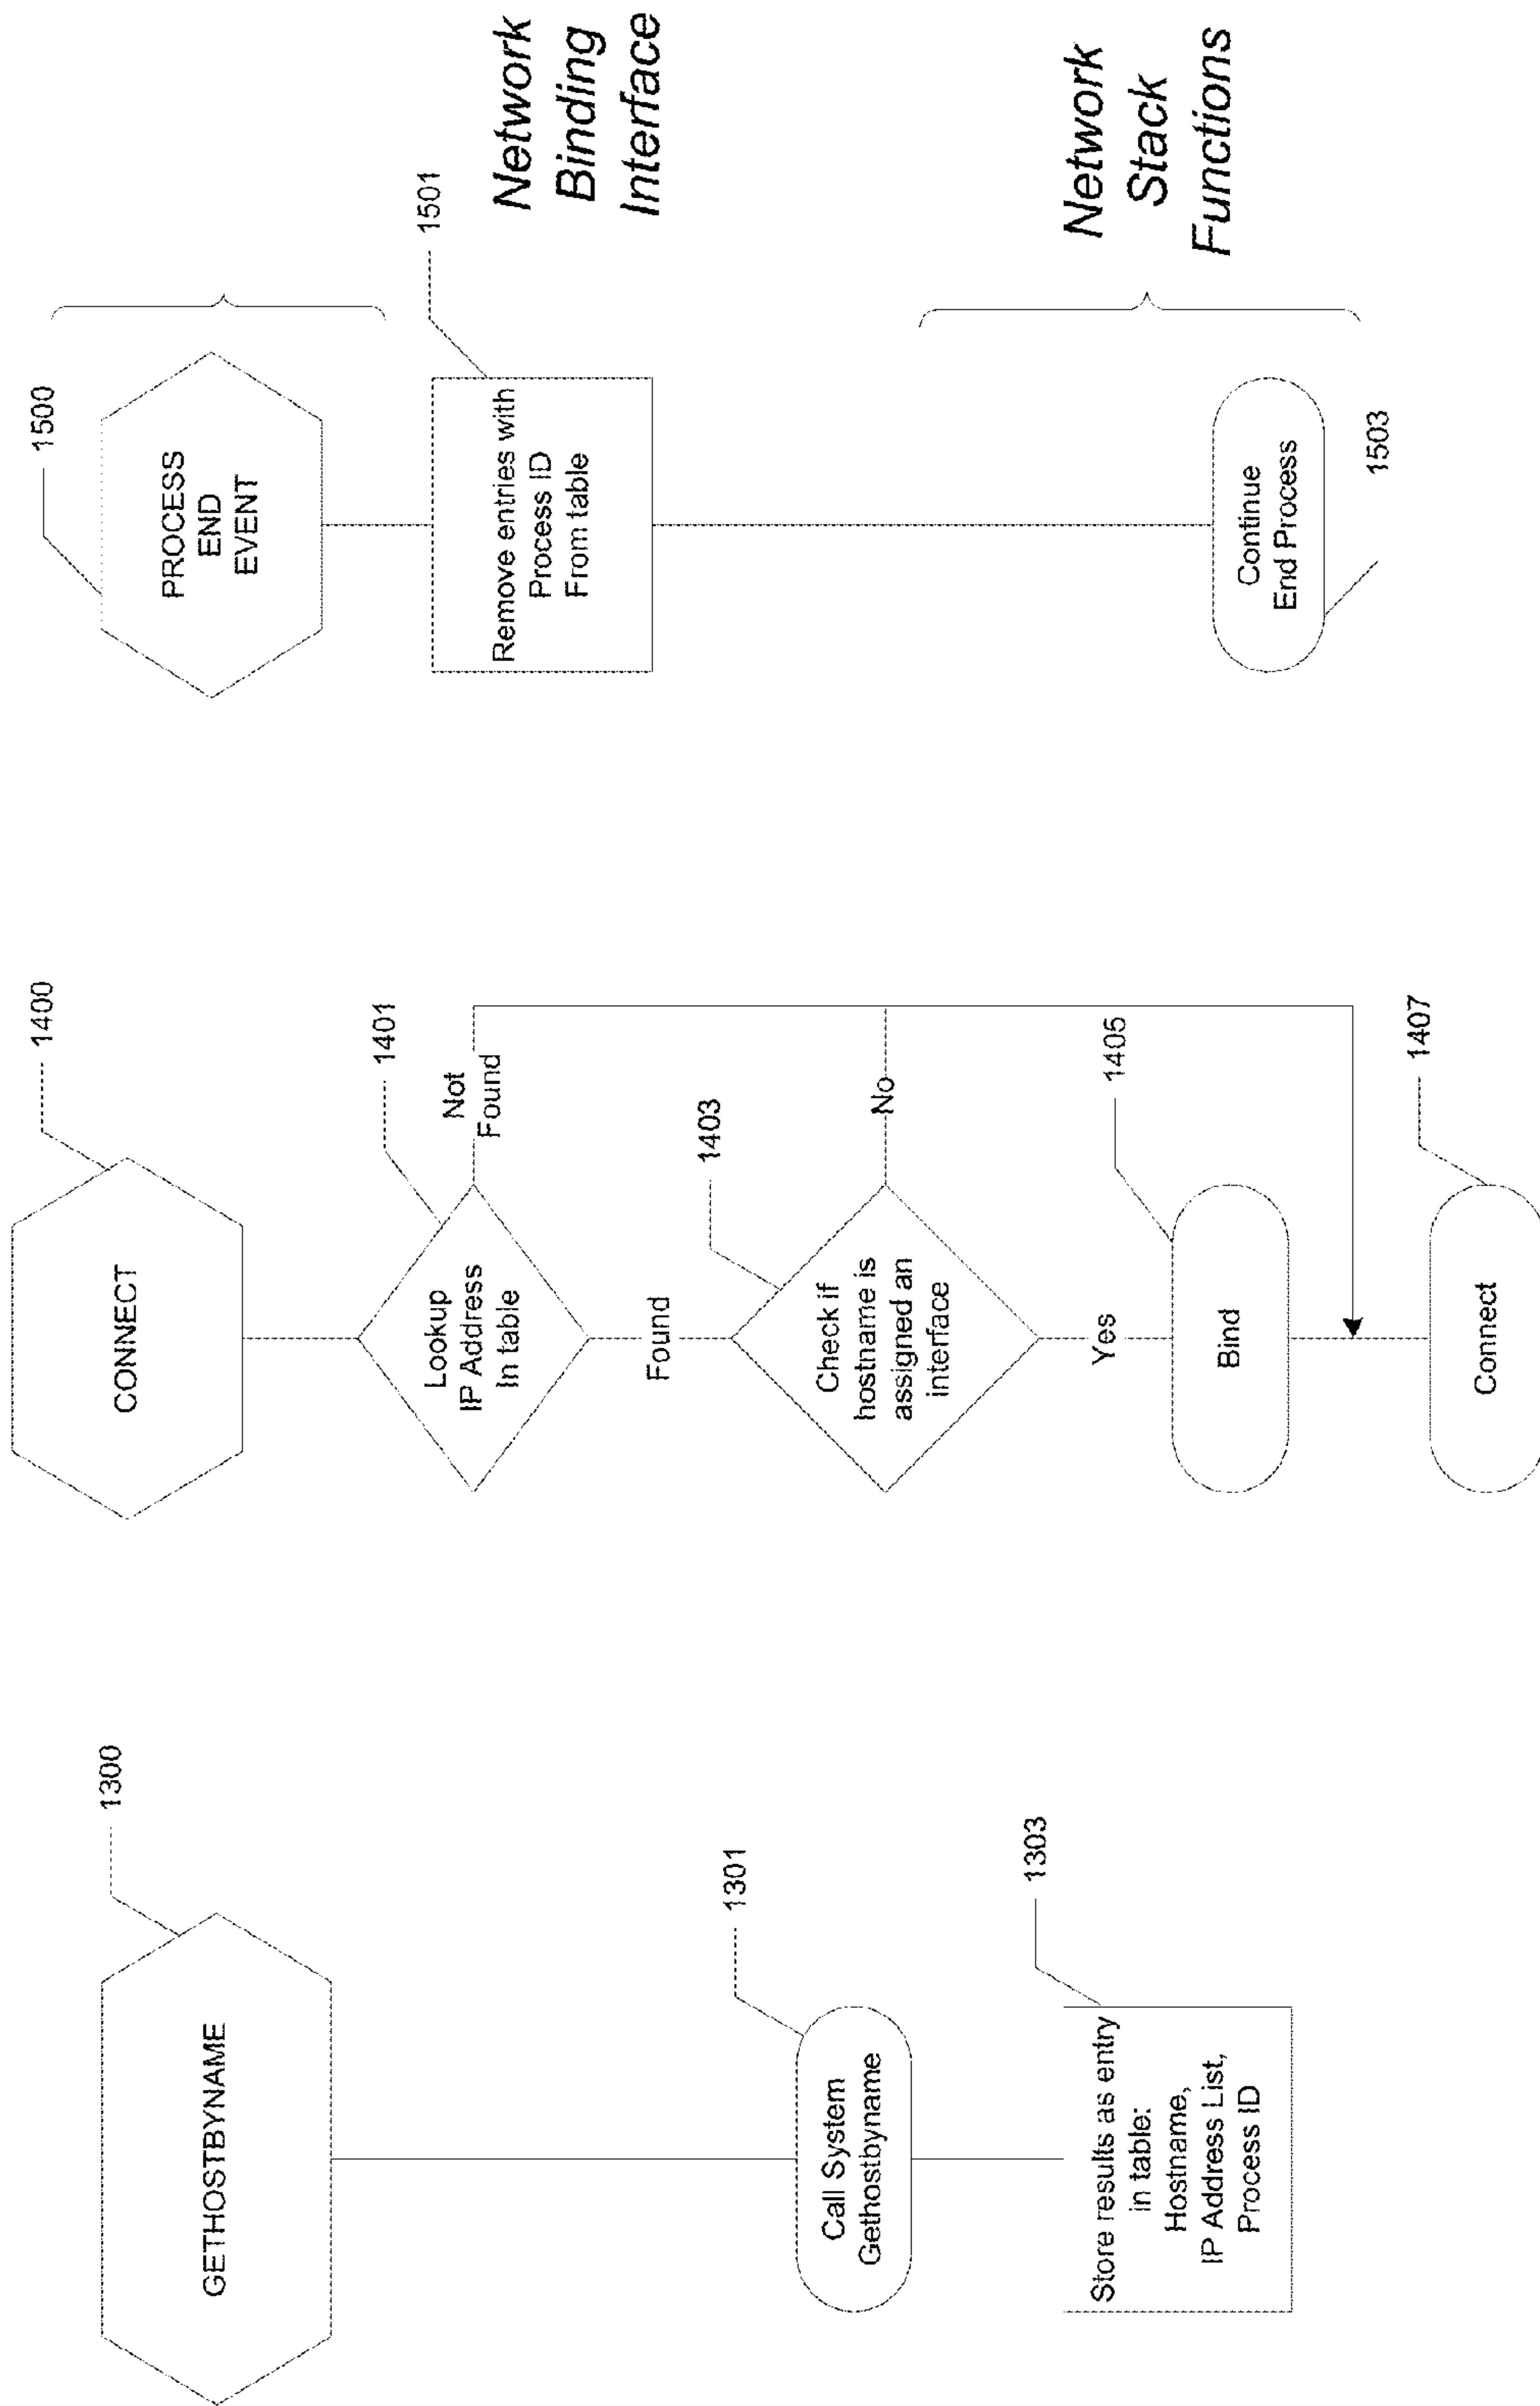 1300
GETHOSTBYNAME
1301
Call System
Gethostbyname
1303
Store results as entry
in table:
Hostname,
IP Address List,
Process ID
1400
CONNECT
1401
Lookup
IP Address
In table
Not
Found
Found
1403
Check if
hostname is
assigned an
interface
No
Yes
1405
Bind
1407
Connect
1500
PROCESS
END
EVENT
1501
Remove entries with
Process ID
From table
Continue
End Process
1503
Network
Binding
Interface
Network
Stack
Functions